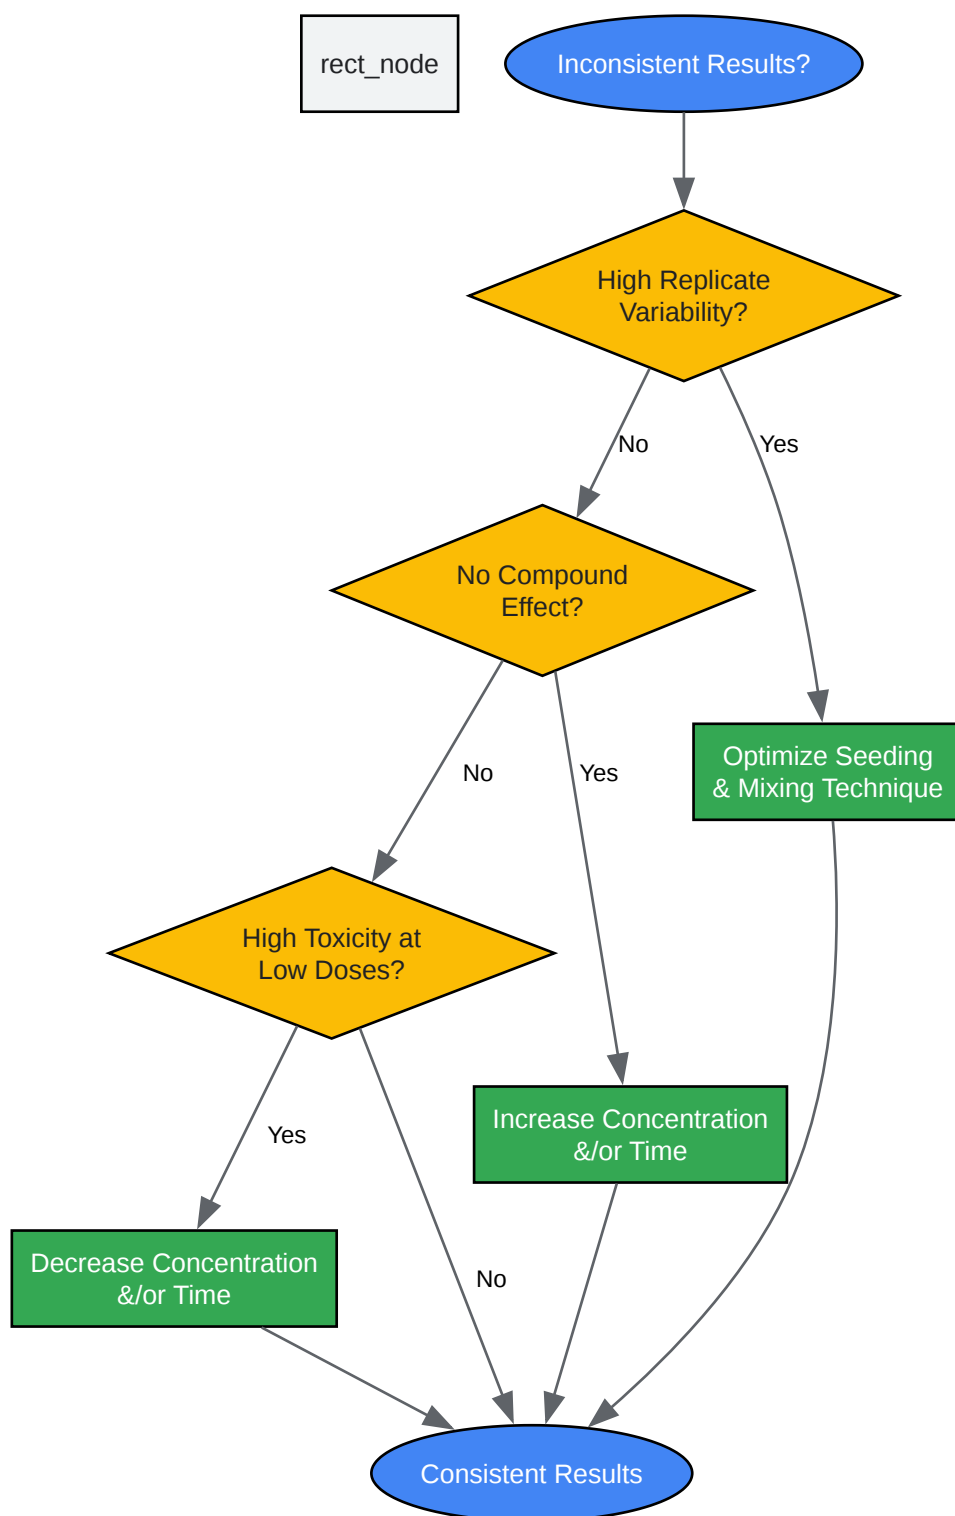 rect_node
Inconsistent Results?
High Replicate
Variability?
No
Yes
No Compound
Effect?
No
Yes
Optimize Seeding
& Mixing Technique
High Toxicity at
Low Doses?
Increase Concentration
&/or Time
Yes
Decrease Concentration
&/or Time
No
Consistent Results